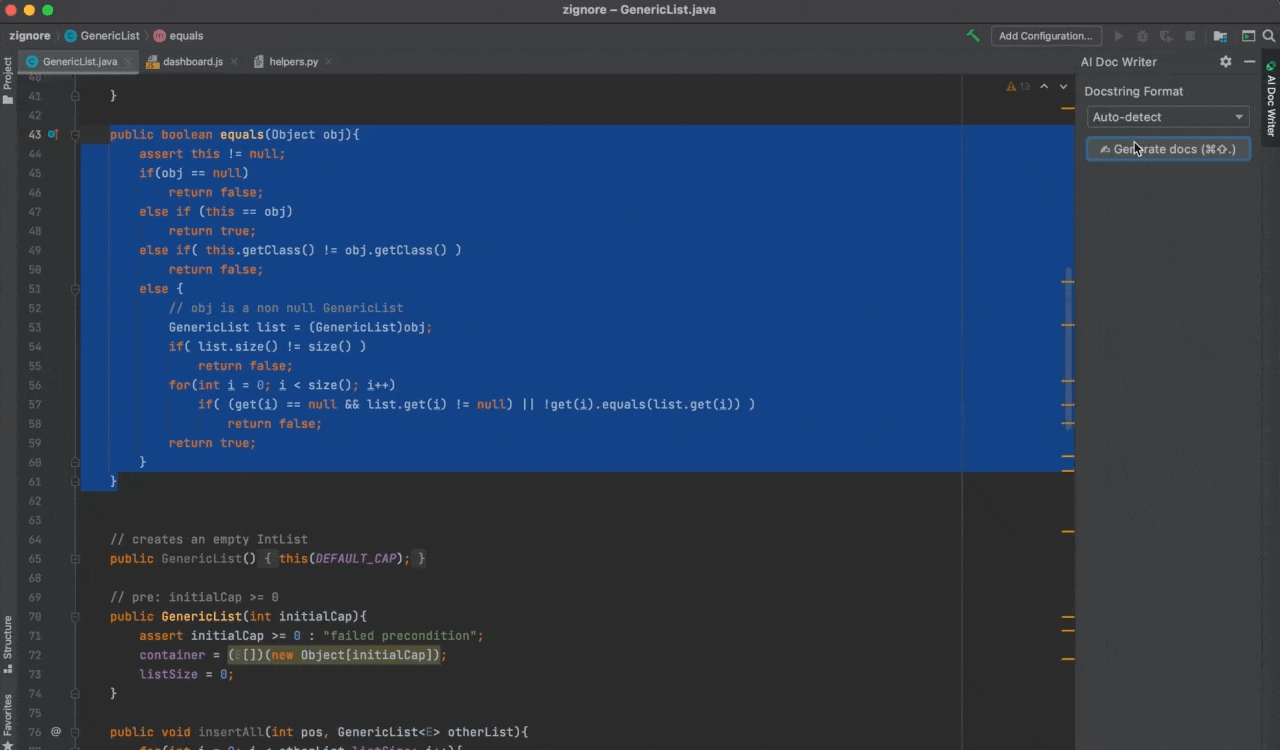 zignore – GenericList.java
zignore GenericList equals
Add Configuration...
GenericList.java dashboard.js helpers.py
AI Doc Writer
Project
40
41 }
13
42
43 public boolean equals(Object obj){
44 assert this != null;
45 if(obj == null)
46 return false;
47 else if (this == obj)
48 return true;
49 else if( this.getClass() != obj.getClass() )
50 return false;
51 else {
52 // obj is a non null GenericList
53 GenericList list = (GenericList)obj;
54 if( list.size() != size() )
55 return false;
56 for(int i = 0; i < size(); i++)
57 if( (get(i) == null && list.get(i) != null) || !get(i).equals(list.get(i)) )
58 return false;
59 return true;
60 }
61 }
62
63
64 // creates an empty IntList
65 public GenericList() { this(DEFAULT_CAP); }
68
69 // pre: initialCap >= 0
70 public GenericList(int initialCap){
71 assert initialCap >= 0 : "failed precondition";
72 container = (E[])(new Object[initialCap]);
73 listSize = 0;
74 }
75
76 @ public void insertAll(int pos, GenericList<E> otherList){
for(int i = 0; i < otherList.listSize; i++){
Structure
Favorites
Docstring Format
Auto-detect
Generate docs (⌘⇧.)
AI Doc Writer